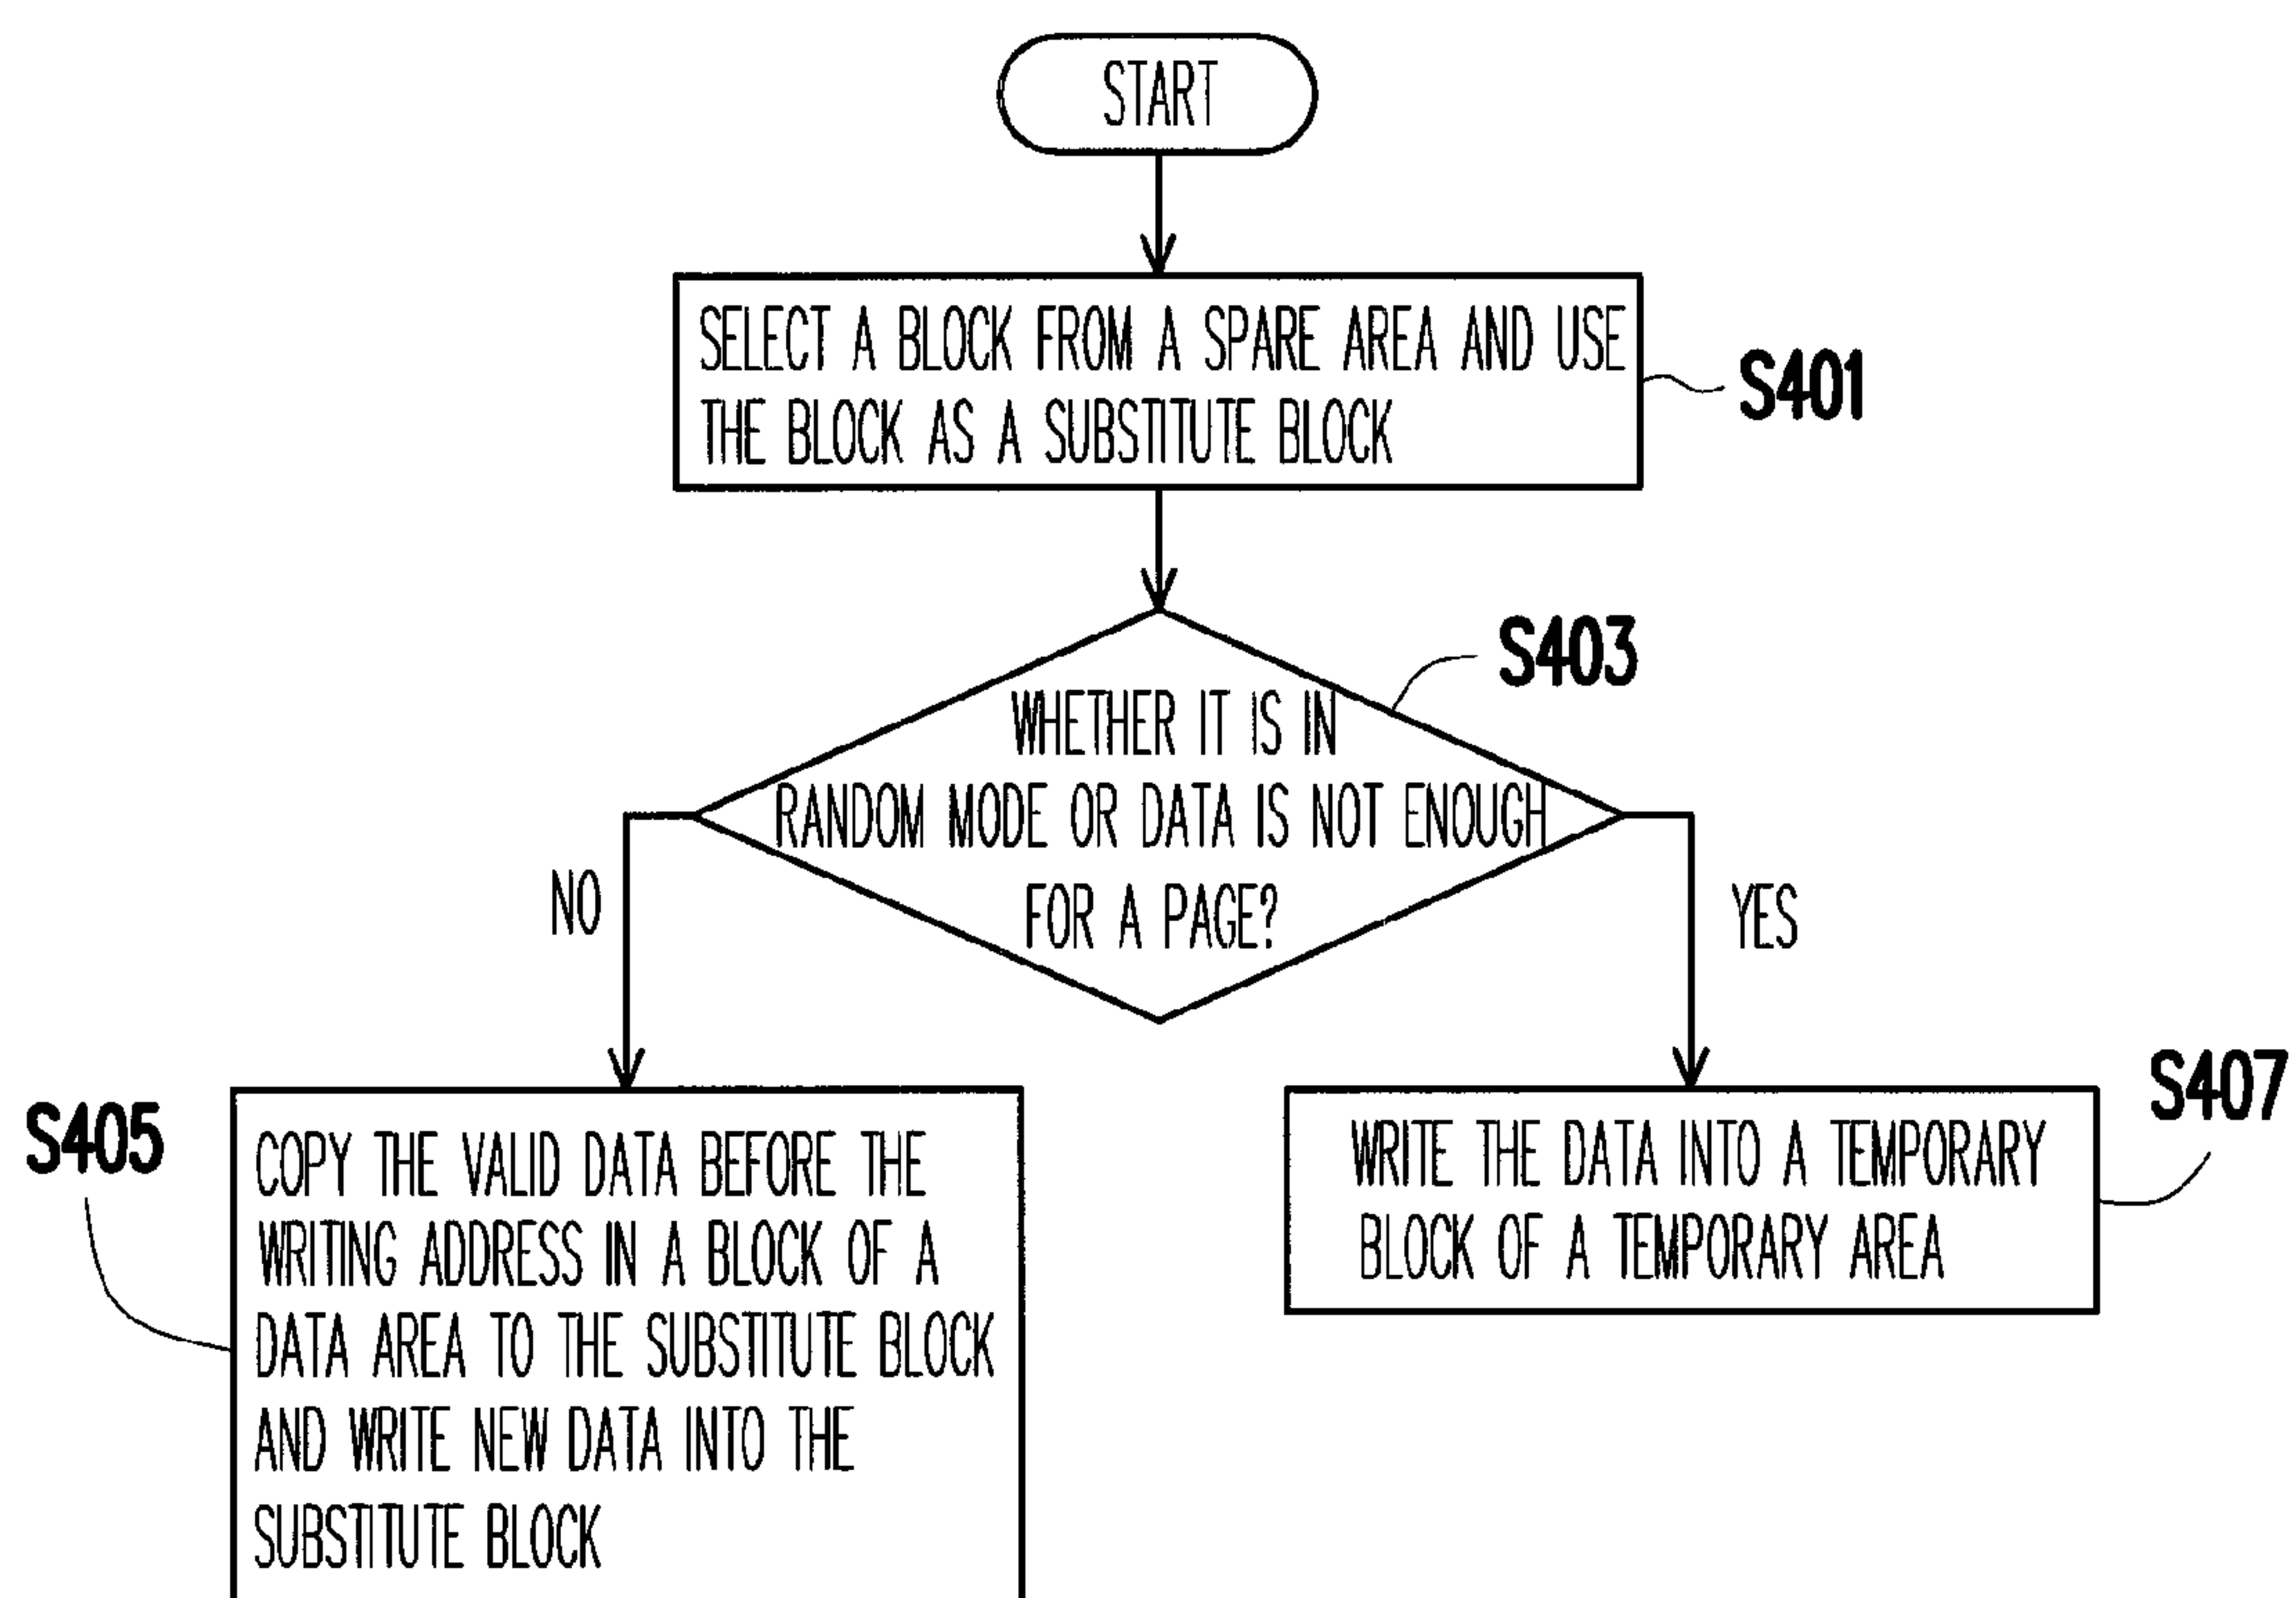 START
SELECT A BLOCK FROM A SPARE AREA AND USE
THE BLOCK AS A SUBSTITUTE BLOCK
S401
S403
WHETHER IT IS IN
RANDOM MODE OR DATA IS NOT ENOUGH
FOR A PAGE?
NO
YES
S405
COPY THE VALID DATA BEFORE THE
WRITING ADDRESS IN A BLOCK OF A
DATA AREA TO THE SUBSTITUTE BLOCK
AND WRITE NEW DATA INTO THE
SUBSTITUTE BLOCK
S407
WRITE THE DATA INTO A TEMPORARY
BLOCK OF A TEMPORARY AREA